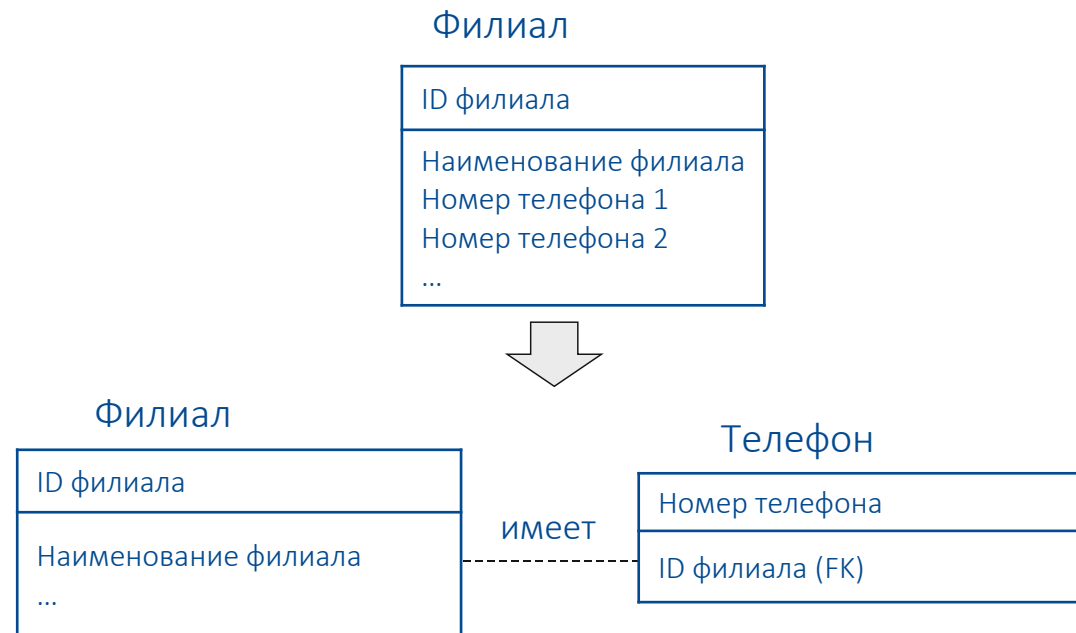 Филиал
ID филиала
Наименование филиала
Номер телефона 1
Номер телефона 2
...
Филиал
ID филиала
Наименование филиала
...
имеет
Телефон
Номер телефона
ID филиала (FK)